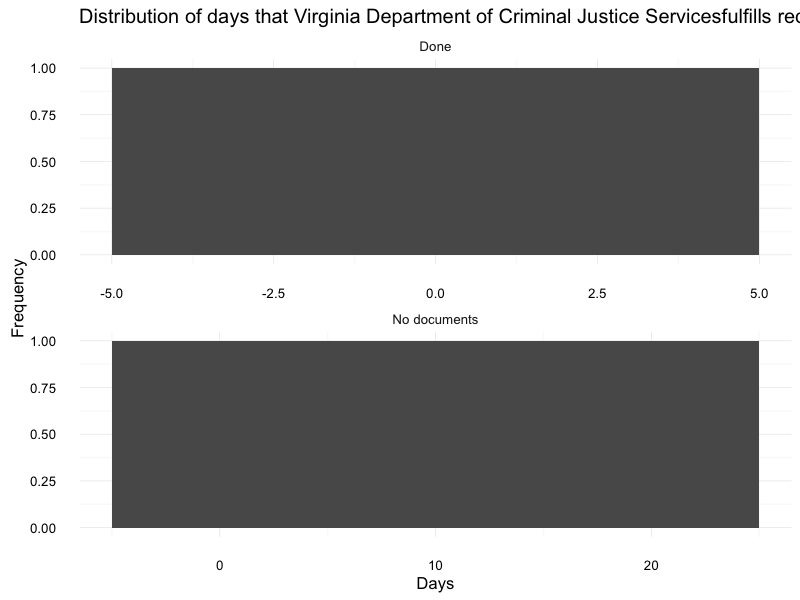 Distribution of days that Virginia Department of Criminal Justice Servicesfulfills rec
Done
1.00
0.75
0.50
0.25
0.00
-5.0 -2.5 0.0 2.5 5.0
Frequency
No documents
1.00
0.75
0.50
0.25
0.00
0 10 20
Days